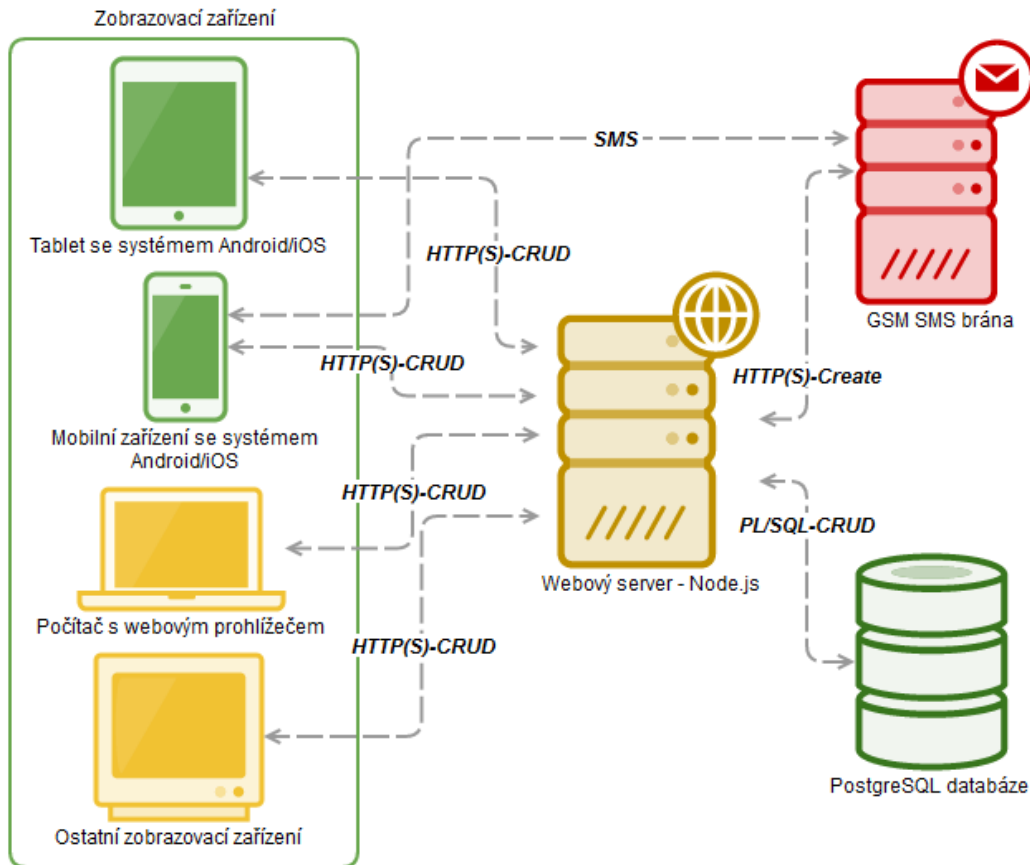 Zobrazovací zařízení
SMS
Tablet se systémem Android/iOS
HTTP(S)-CRUD
GSM SMS brána
HTTP(S)-CRUD
HTTP(S)-Create
Mobilní zařízení se systémem
Android/iOS
HTTP(S)-CRUD
PL/SQL-CRUD
Webový server - Node.js
Počítač s webovým prohlížečem
HTTP(S)-CRUD
PostgreSQL databáze
Ostatní zobrazovací zařízení